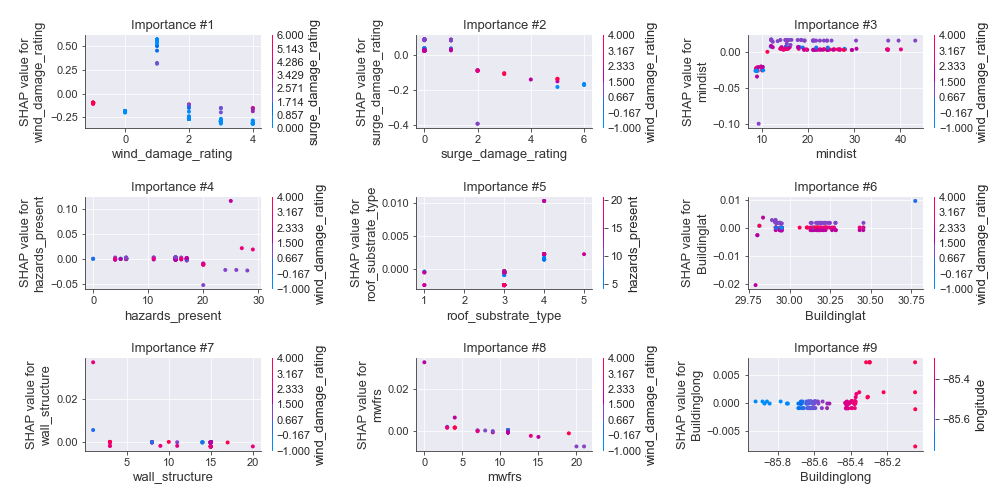 Importance #1
SHAP value for
wind_damage_rating
0.50
0.25
0.00
−0.25
0
2
4
wind_damage_rating
6.000
5.143
4.286
3.429
2.571
1.714
0.857
0.000
surge_damage_rating
Importance #2
SHAP value for
surge_damage_rating
0.0
−0.2
−0.4
0
2
4
6
surge_damage_rating
4.000
3.167
2.333
1.500
0.667
−0.167
−1.000
wind_damage_rating
Importance #3
SHAP value for
mindist
0.00
−0.05
−0.10
10
20
30
40
mindist
4.000
3.167
2.333
1.500
0.667
−0.167
−1.000
wind_damage_rating
Importance #4
SHAP value for
hazards_present
0.10
0.05
0.00
−0.05
0
10
20
30
hazards_present
4.000
3.167
2.333
1.500
0.667
−0.167
−1.000
wind_damage_rating
Importance #5
SHAP value for
roof_substrate_type
0.010
0.005
0.000
1
2
3
4
5
roof_substrate_type
20
15
10
5
hazards_present
Importance #6
SHAP value for
Buildinglat
0.01
0.00
−0.01
−0.02
29.75
30.00
30.25
30.50
30.75
Buildinglat
4.000
3.167
2.333
1.500
0.667
−0.167
−1.000
wind_damage_rating
Importance #7
SHAP value for
wall_structure
0.02
0.00
5
10
15
20
wall_structure
4.000
3.167
2.333
1.500
0.667
−0.167
−1.000
wind_damage_rating
Importance #8
SHAP value for
mwfrs
0.02
0.00
0
5
10
15
20
mwfrs
4.000
3.167
2.333
1.500
0.667
−0.167
−1.000
wind_damage_rating
Importance #9
SHAP value for
Buildinglong
0.005
0.000
−0.005
−85.8
−85.6
−85.4
−85.2
Buildinglong
−85.4
−85.6
longitude